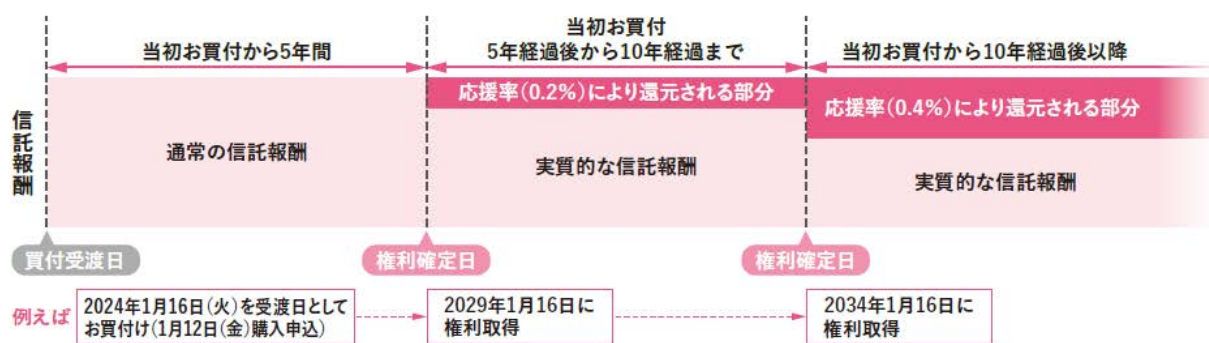 当初お買付から5年間
当初お買付
5年経過後から10年経過まで
当初お買付から10年経過後以降
信託報酬
通常の信託報酬
応援率(0.2%)により還元される部分
実質的な信託報酬
応援率(0.4%)により還元される部分
実質的な信託報酬
買付受渡日
権利確定日
権利確定日
例えば
2024年1月16日(火)を受渡日として
お買付け(1月12日(金)購入申込)
2029年1月16日に
権利取得
2034年1月16日に
権利取得